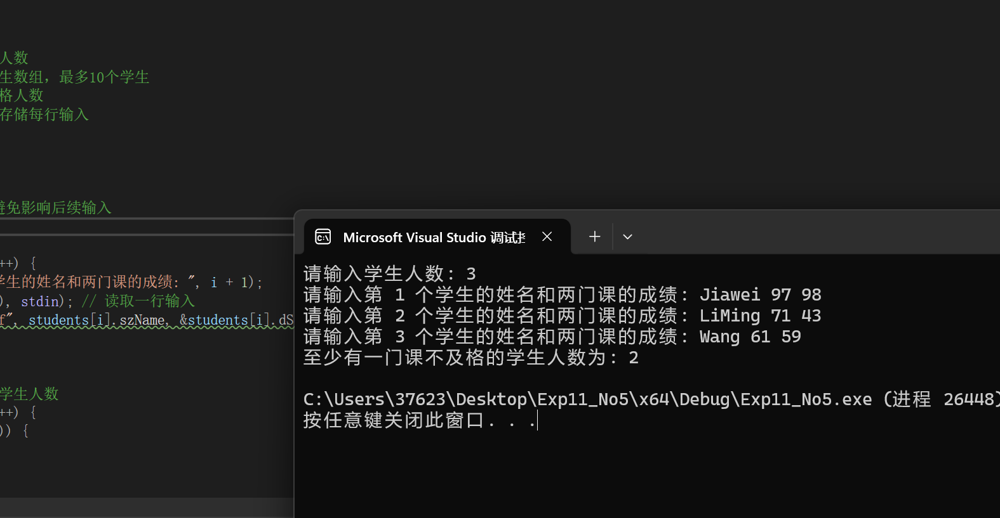 人数
生数组，最多10个学生
格人数
存储每行输入
避免影响后续输入
++) {
学生的姓名和两门课的成绩: ", i + 1);
), stdin); // 读取一行输入
f", students[i].szName, &students[i].dS
学生人数
++) {
)) {
Microsoft Visual Studio 调试控
请输入学生人数: 3
请输入第 1 个学生的姓名和两门课的成绩: Jiawei 97 98
请输入第 2 个学生的姓名和两门课的成绩: LiMing 71 43
请输入第 3 个学生的姓名和两门课的成绩: Wang 61 59
至少有一门课不及格的学生人数为: 2
C:\Users\37623\Desktop\Exp11_No5\x64\Debug\Exp11_No5.exe (进程 26448)
按任意键关闭此窗口. . .